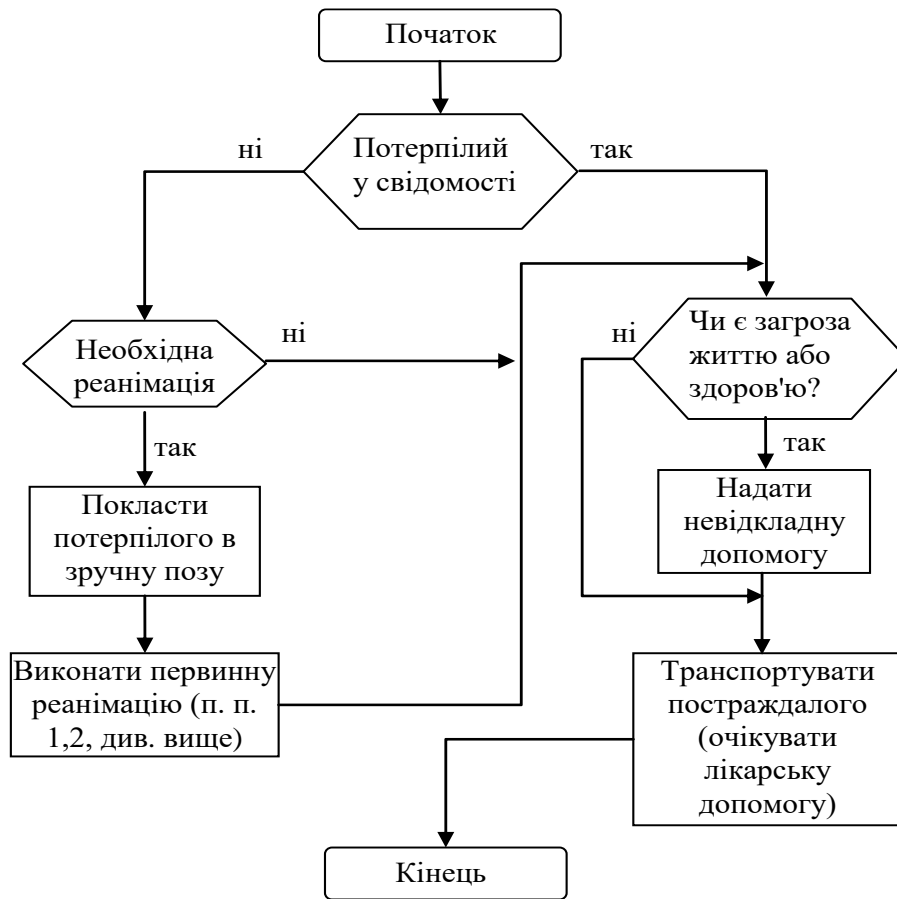 Початок
ні
Потерпілий
у свідомості
так
Необхідна
реанімація
ні
ні
Чи є загроза
життю або
здоров'ю?
так
так
Покласти
потерпілого в
зручну позу
Надати
невідкладну
допомогу
Виконати первинну
реанімацію (п. п.
1,2, див. вище)
Транспортувати
постраждалого
(очікувати
лікарську
допомогу)
Кінець